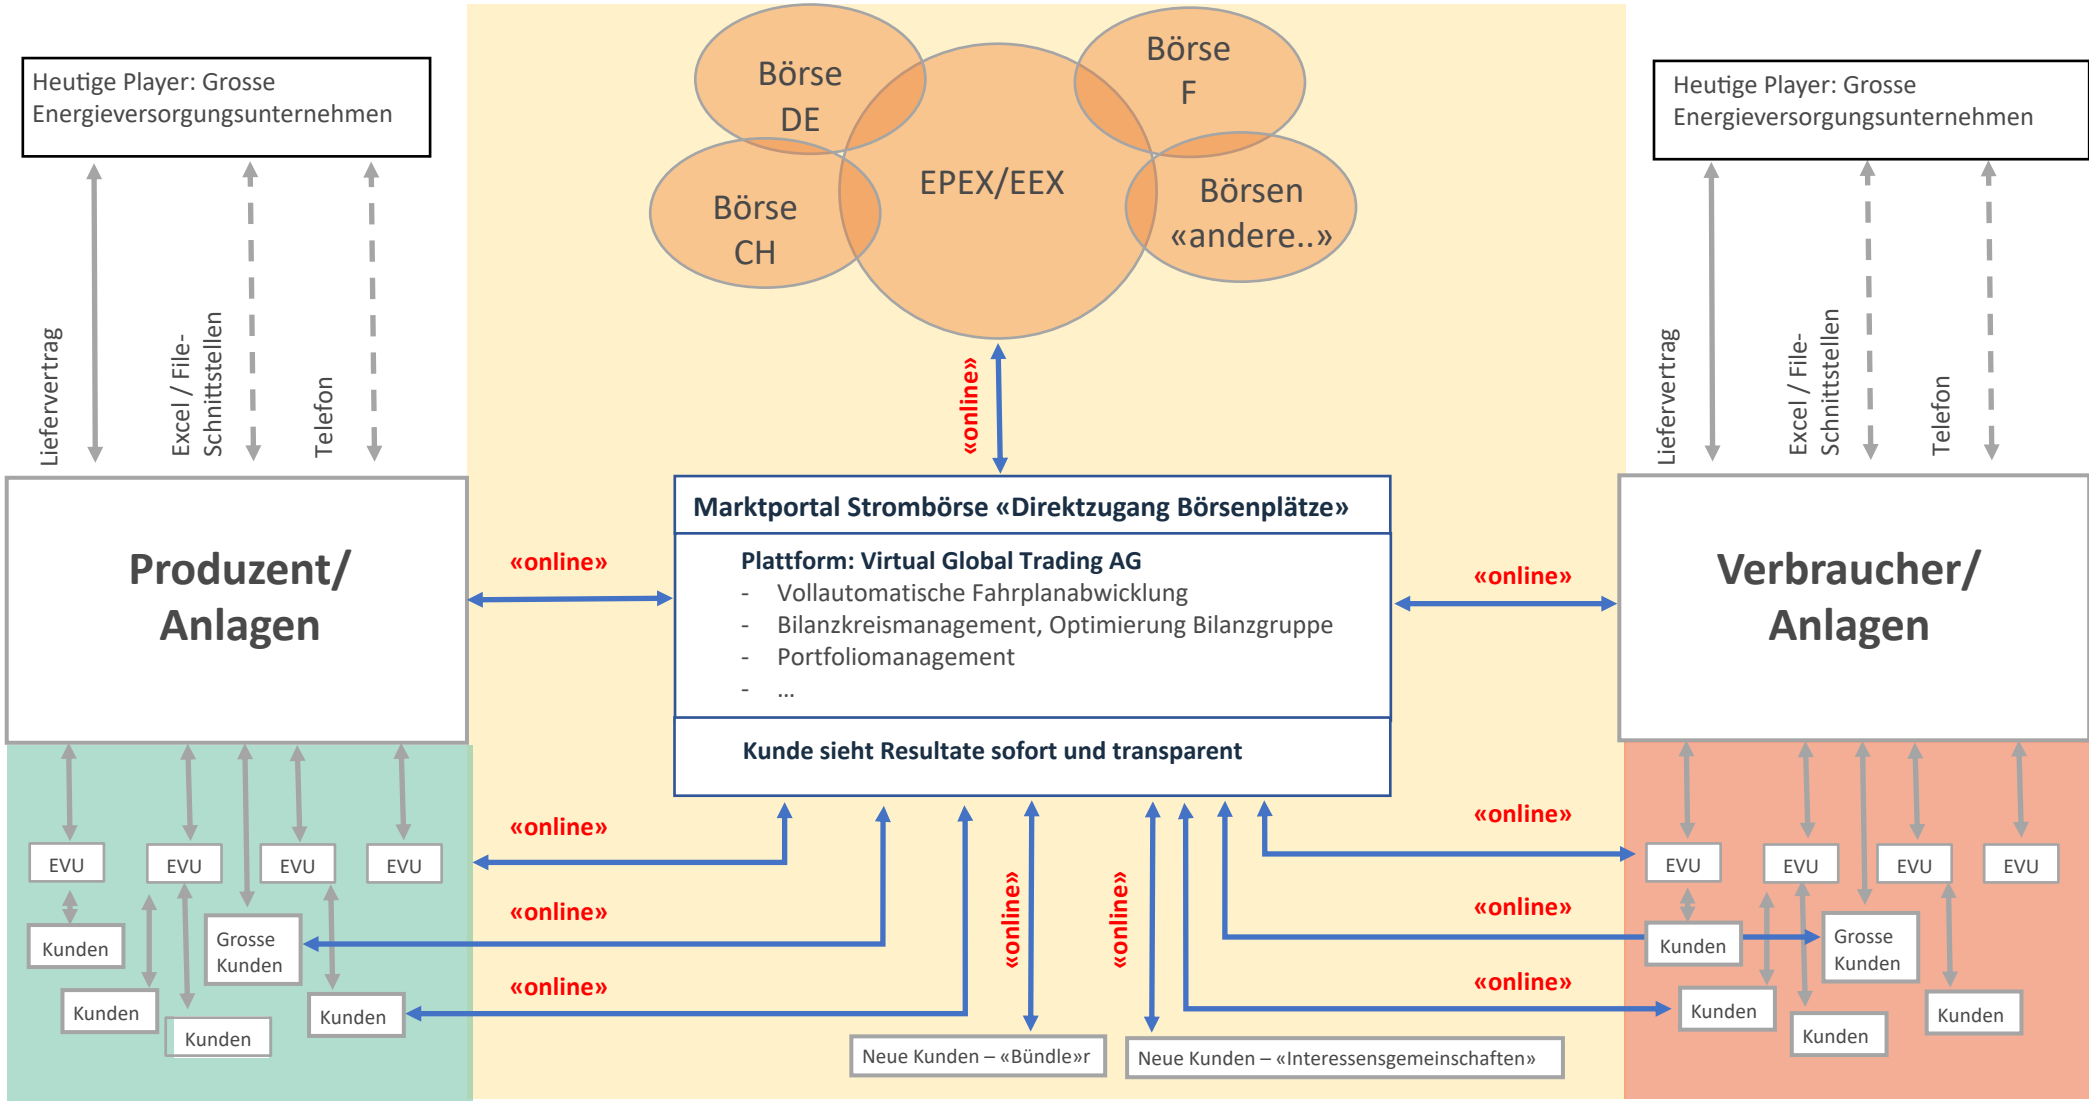 Heutige Player: Grosse
Energieversorgungsunternehmen
Börse
DE
Börse
F
EPEX/EEX
Börse
CH
Börsen
«andere..»
Heutige Player: Grosse
Energieversorgungsunternehmen
Liefervertrag
Excel / File-
Schnittstellen
Telefon
«online»
Liefervertrag
Excel / File-
Schnittstellen
Telefon
Produzent/
Anlagen
«online»
Marktportal Strombörse «Direktzugang Börsenplätze»
Plattform: Virtual Global Trading AG
- Vollautomatische Fahrplanabwicklung
- Bilanzkreismanagement, Optimierung Bilanzgruppe
- Portfoliomanagement
- ...
Kunde sieht Resultate sofort und transparent
«online»
Verbraucher/
Anlagen
«online»
«online»
«online»
«online»
«online»
«online»
«online»
«online»
EVU
EVU
EVU
EVU
Kunden
Grosse
Kunden
Kunden
Kunden
Kunden
EVU
EVU
EVU
EVU
Kunden
Grosse
Kunden
Kunden
Kunden
Kunden
Neue Kunden – «Bündle»r
Neue Kunden – «Interessensgemeinschaften»